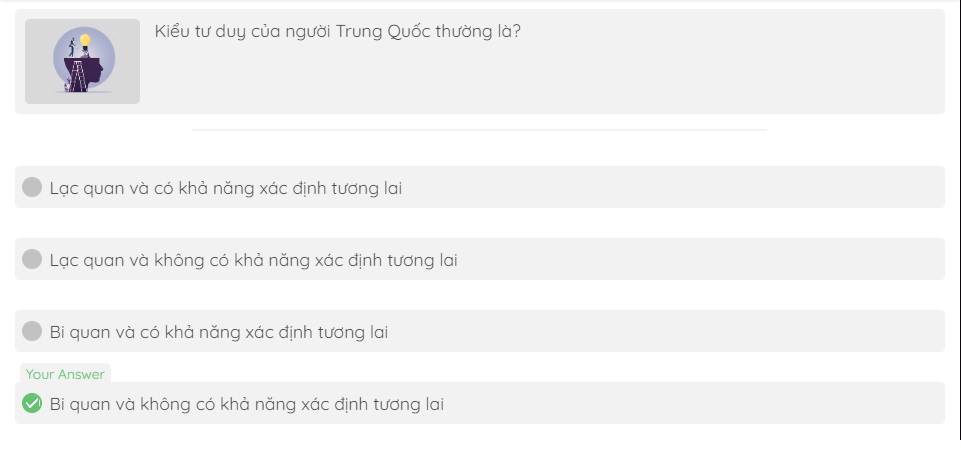 Kiểu tư duy của người Trung Quốc thường là?
Lạc quan và có khả năng xác định tương lai
Lạc quan và không có khả năng xác định tương lai
Bi quan và có khả năng xác định tương lai
Your Answer
Bi quan và không có khả năng xác định tương lai